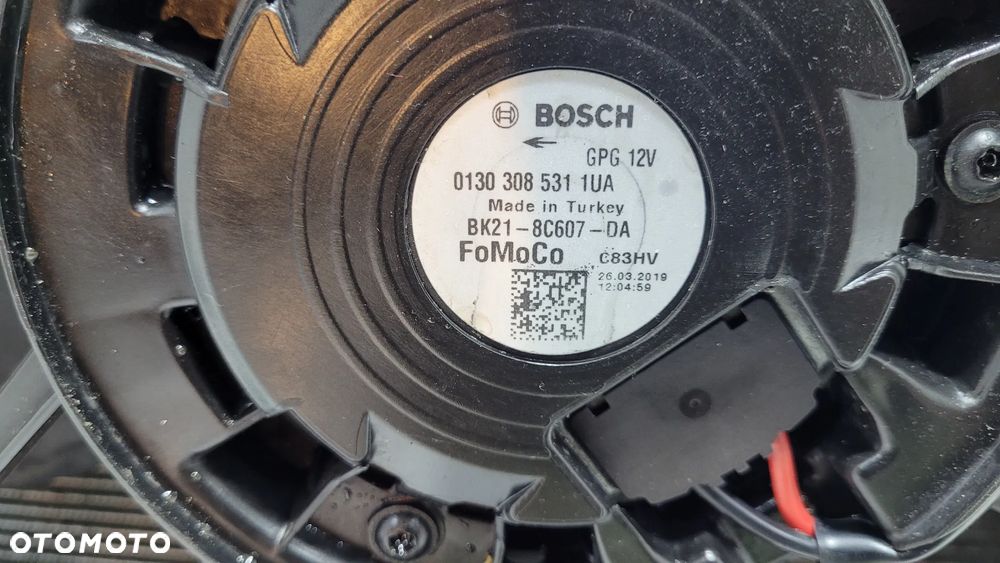 BOSCH
GPG 12V
0130 308 531 1UA
Made in Turkey
BK21-8C607-DA
FoMoCo C83HV
26.03.2019
12:04:59
OTOMOTO